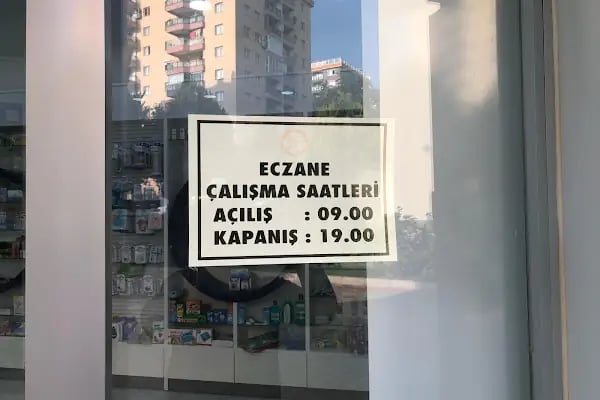 ECZANE
ÇALIŞMA SAATLERİ
AÇILIŞ : 09.00
KAPANIŞ : 19.00